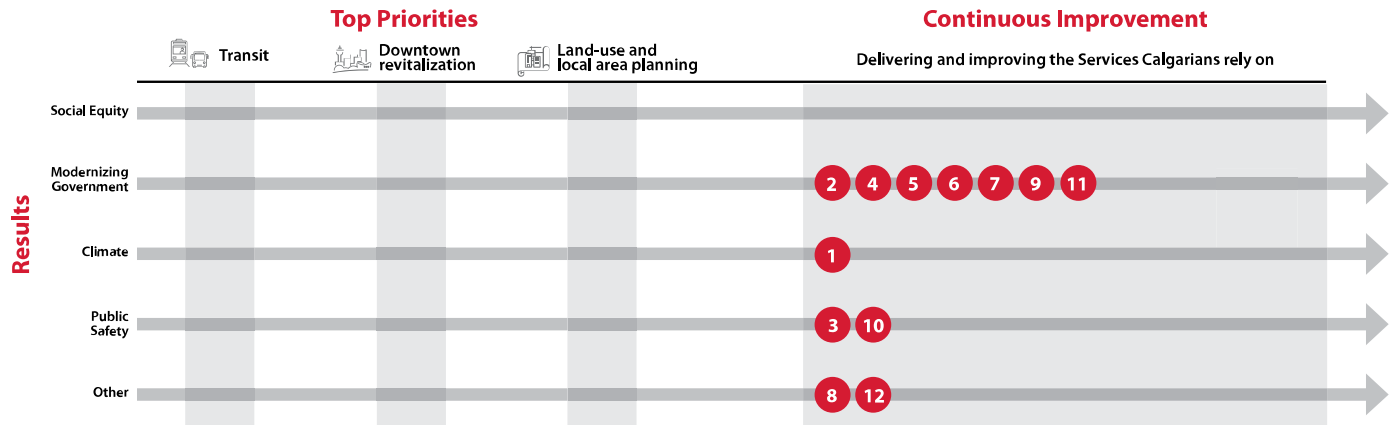 Top Priorities
Continuous Improvement
Transit
Downtown
revitalization
Land-use and
local area planning
Delivering and improving the Services Calgarians rely on
Results
Social Equity
Modernizing
Government
2 4 5 6 7 9 11
Climate
1
Public
Safety
3 10
Other
8 12